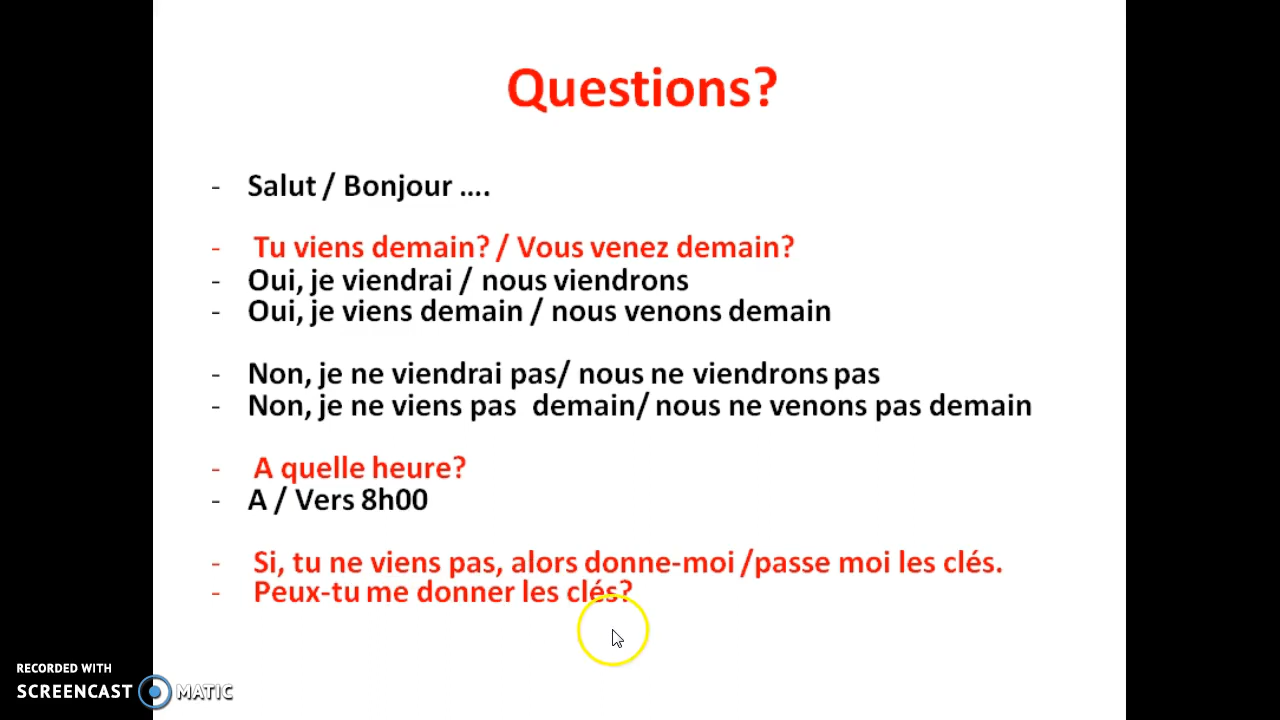 Questions?
- Salut / Bonjour ....
- Tu viens demain? / Vous venez demain?
- Oui, je viendrai / nous viendrons
- Oui, je viens demain / nous venons demain
- Non, je ne viendrai pas/ nous ne viendrons pas
- Non, je ne viens pas demain/ nous ne venons pas demain
- A quelle heure?
- A / Vers 8h00
- Si, tu ne viens pas, alors donne-moi /passe moi les clés.
- Peux-tu me donner les clés?
RECORDED WITH
SCREENCAST MATIC